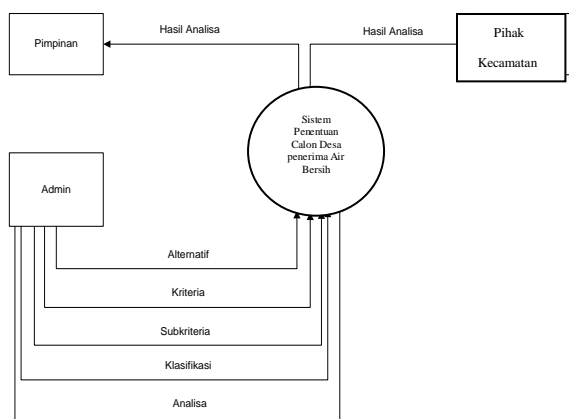 Hasil Analisa
Hasil Analisa
Pimpinan
Pihak
Kecamatan
Sistem
Penentuan
Calon Desa
penerima Air
Bersih
Admin
Alternatif
Kriteria
Subkriteria
Klasifikasi
Analisa